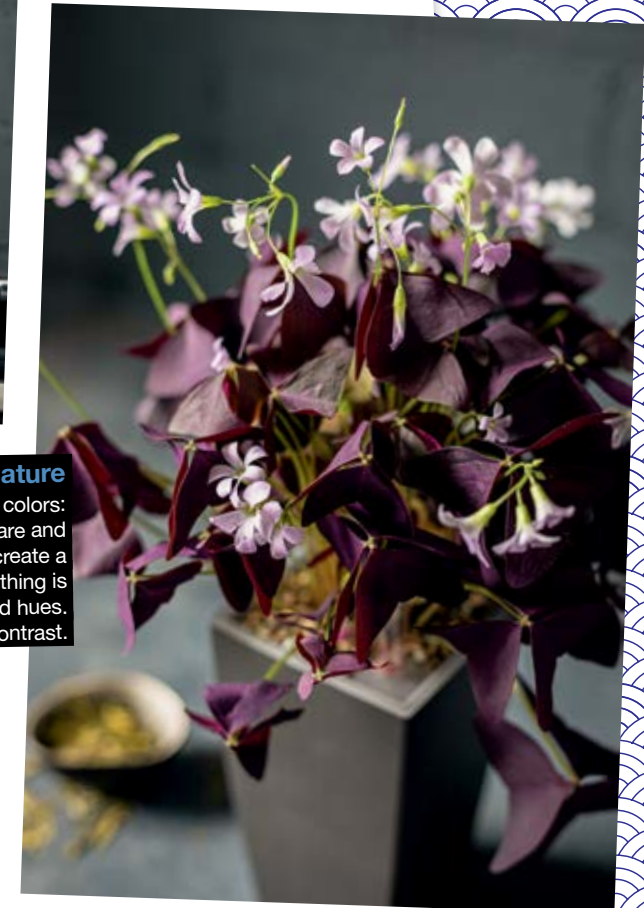 ature
colors:
are and
create a
thing is
d hues.
ontrast.